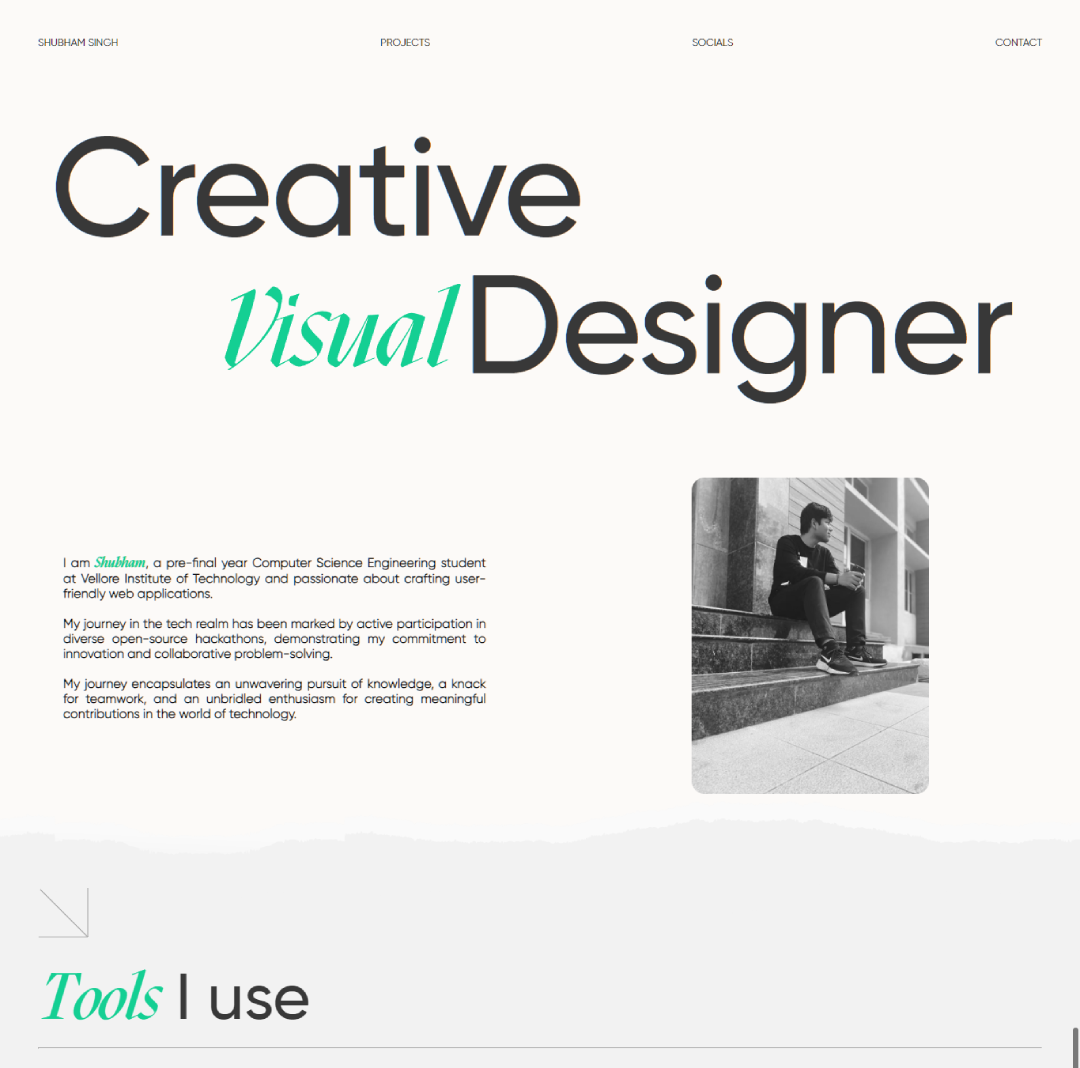 SHUBHAM SINGH
PROJECTS
SOCIALS
CONTACT
Creative
Visual Designer
I am Shubham, a pre-final year Computer Science Engineering student
at Vellore Institute of Technology and passionate about crafting user-
friendly web applications.
My journey in the tech realm has been marked by active participation in
diverse open-source hackathons, demonstrating my commitment to
innovation and collaborative problem-solving.
My journey encapsulates an unwavering pursuit of knowledge, a knack
for teamwork, and an unbridled enthusiasm for creating meaningful
contributions in the world of technology.
Tools I use